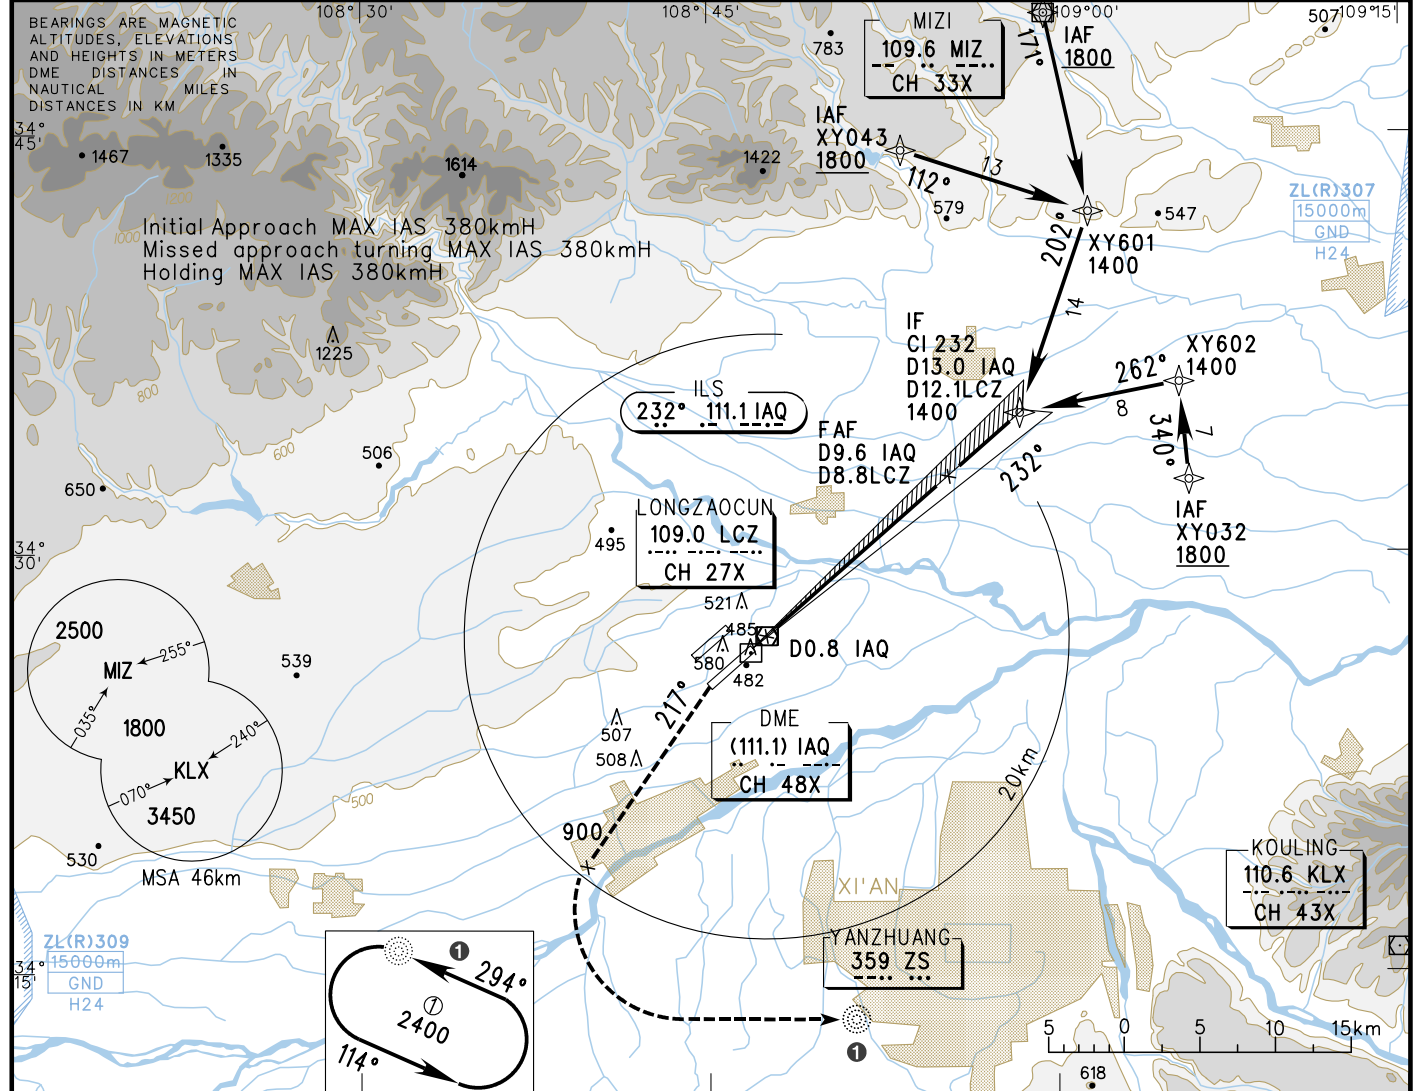 BEARINGS ARE MAGNETIC
ALTITUDES, ELEVATIONS
AND HEIGHTS IN METERS
DME DISTANCES IN
NAUTICAL MILES
DISTANCES IN KM
108°30'
108°45'
109°00'
109°15'
507
783
MIZI
109.6 MIZ
CH 33X
171°
IAF
1800
34°
45'
1467
1335
1614
1422
IAF
XY043
1800
112°
13
579
547
ZL(R)307
15000m
GND
H24
1200
1000
Initial Approach MAX IAS 380kmH
Missed approach turning MAX IAS 380kmH
Holding MAX IAS 380kmH
202°
XY601
1400
14
1225
800
600
500
IF
CI 232
D13.0 IAQ
D12.1LCZ
1400
262°
8
XY602
1400
340°
7
IAF
XY032
1800
ILS
232° 111.1 IAQ
FAF
D9.6 IAQ
D8.8LCZ
232°
506
650
495
LONGZAOCUN
109.0 LCZ
CH 27X
34°
30'
521
485
580
482
D0.8 IAQ
2500
MIZ
255°
035°
1800
240°
KLX
070°
3450
MSA 46km
539
530
217°
507
508
DME
(111.1) IAQ
CH 48X
20km
900
XI'AN
KOULING
110.6 KLX
CH 43X
YANZHUANG
359 ZS
ZL(R)309
15000m
GND
H24
34°
15'
1
294°
1
2400
114°
1
5 0 5 10 15km
618